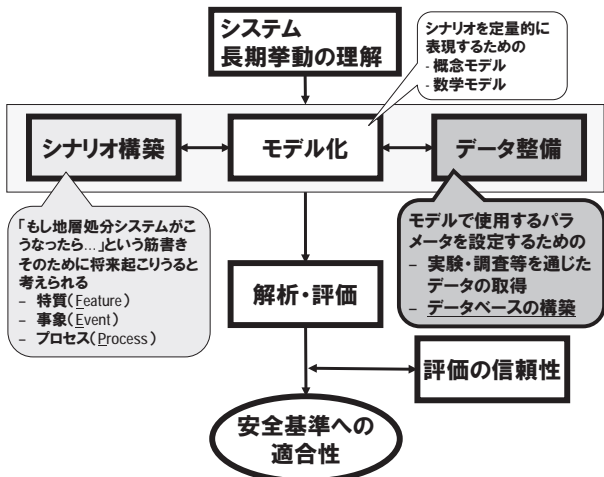 システム
長期挙動の理解
シナリオを定量的に
表現するための
- 概念モデル
- 数学モデル
シナリオ構築
モデル化
データ整備
「もし地層処分システムがこ
うなったら…」という筋書き
そのために将来起こりうると
考えられる
– 特質(Feature)
– 事象(Event)
– プロセス(Process)
モデルで使用するパラ
メータを設定するための
– 実験・調査等を通じた
データの取得
– データベースの構築
解析・評価
評価の信頼性
安全基準への
適合性